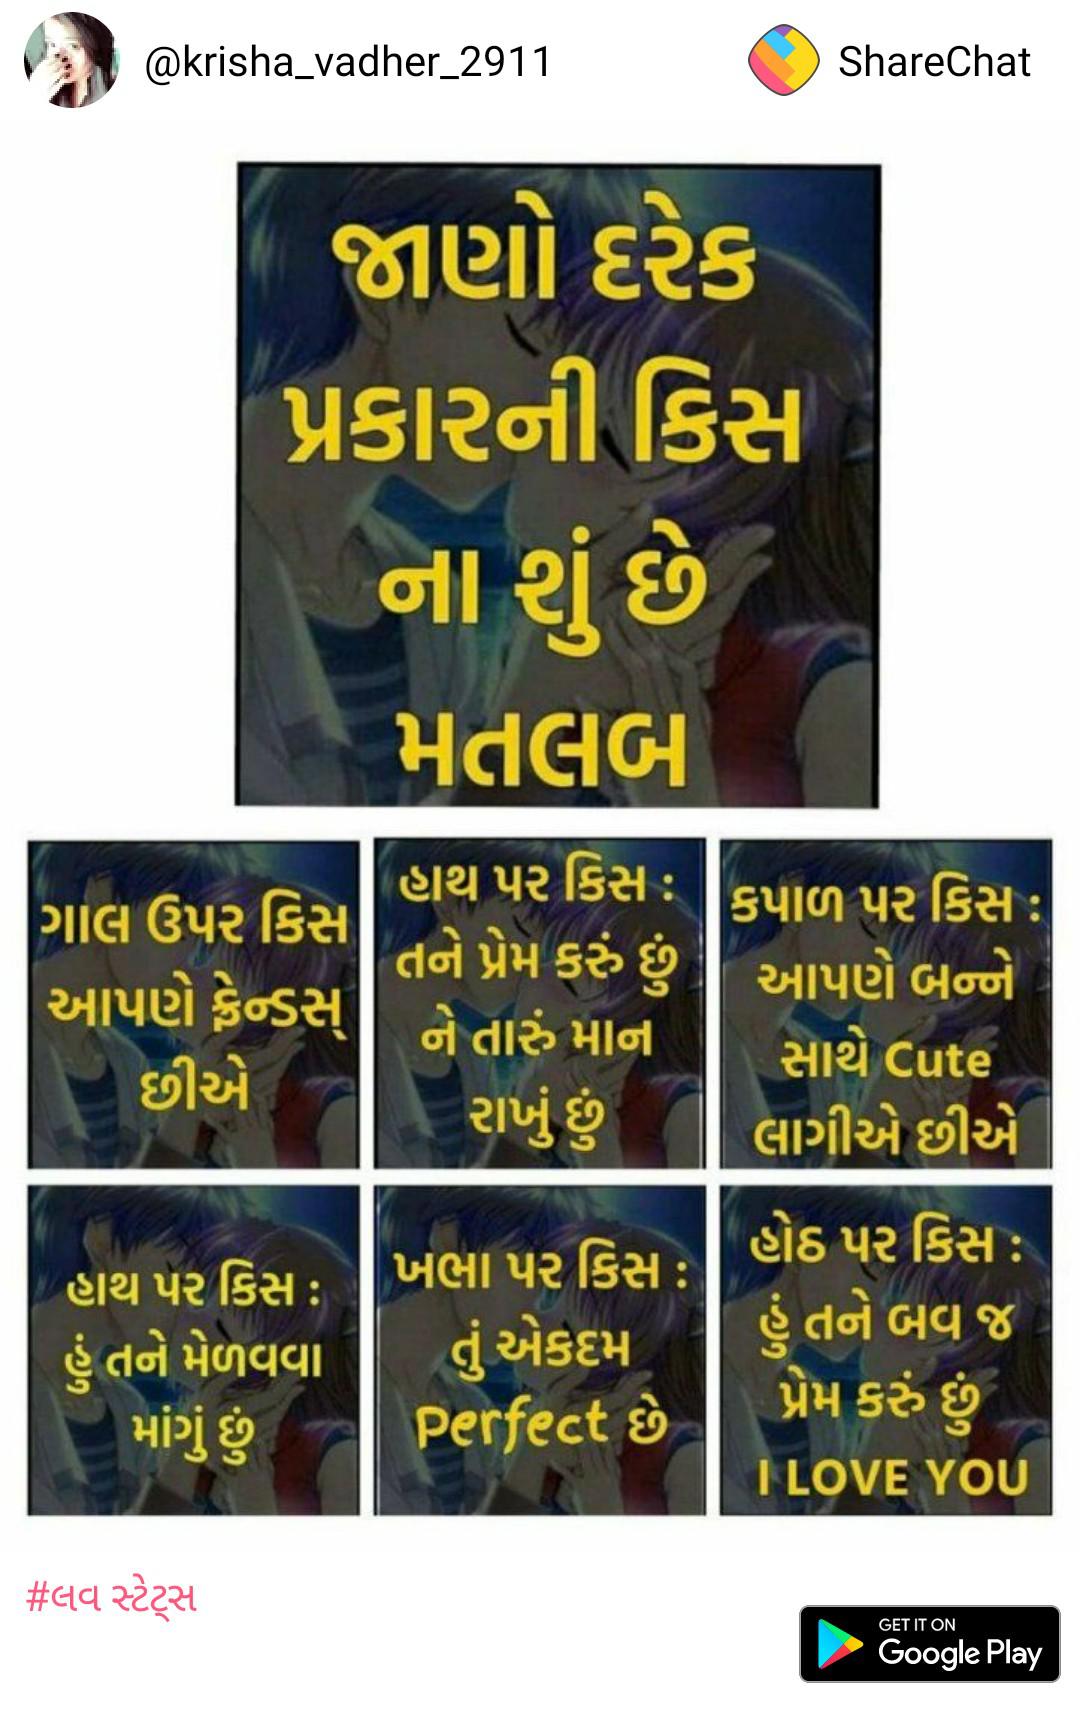 @krisha_vadher_2911
ShareChat
જાણો દરેક
પ્રકારની કિસ
ના શું છે
મતલબ
ગાલ ઉપર કિસ
આપણે ફ્રેન્ડસ્
છીએ
હાથ પર કિસ :
તને પ્રેમ કરું છું
ને તારું માન
રાખું છું
કપાળ પર કિસ :
આપણે બન્ને
સાથે Cute
લાગીએ છીએ
હાથ પર કિસ :
હું તને મેળવવા
માંગું છું
ખભા પર કિસ :
તું એકદમ
Perfect છે
હોઠ પર કિસ :
હું તને બવ જ
પ્રેમ કરું છું
I LOVE YOU
#લવ સ્ટેટ્સ
GET IT ON
Google Play